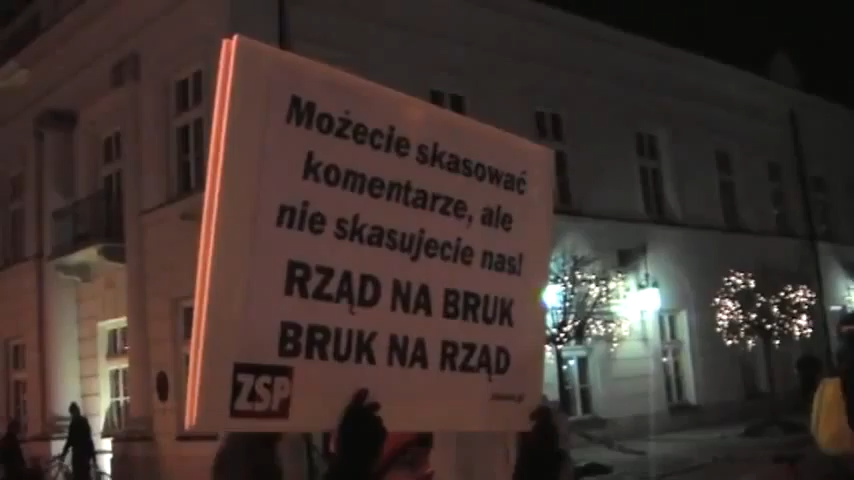 Możecie skasować
komentarze, ale
nie skasujecie nas!
RZĄD NA BRUK
BRUK NA RZĄD
ZSP